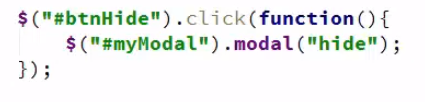 $("#btnHide").click(function(){
    $("#myModal").modal("hide");
});